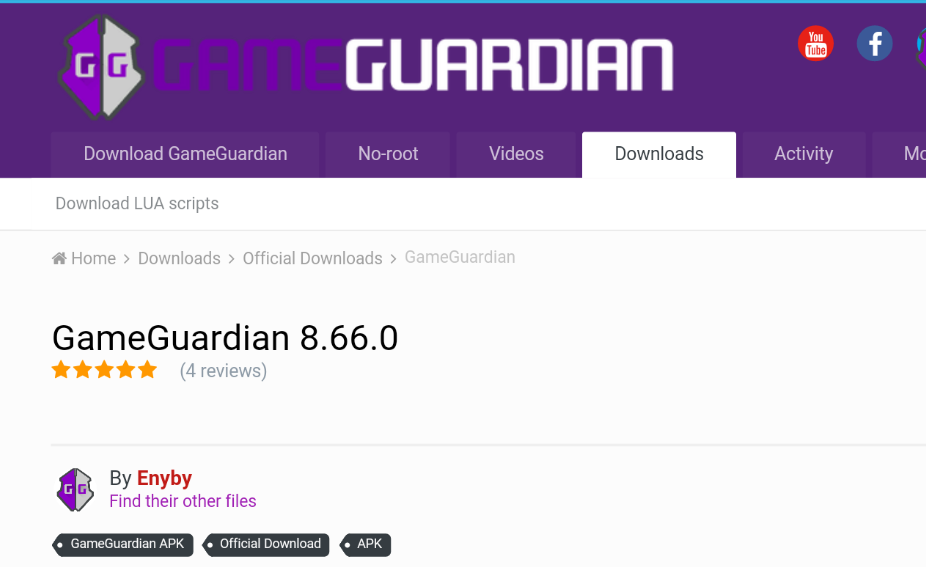 GG GAMEGUARDIAN
You Tube f
Download GameGuardian No-root Videos Downloads Activity Mo
Download LUA scripts
Home > Downloads > Official Downloads > GameGuardian
GameGuardian 8.66.0
(4 reviews)
GG By Enyby
Find their other files
GameGuardian APK Official Download APK